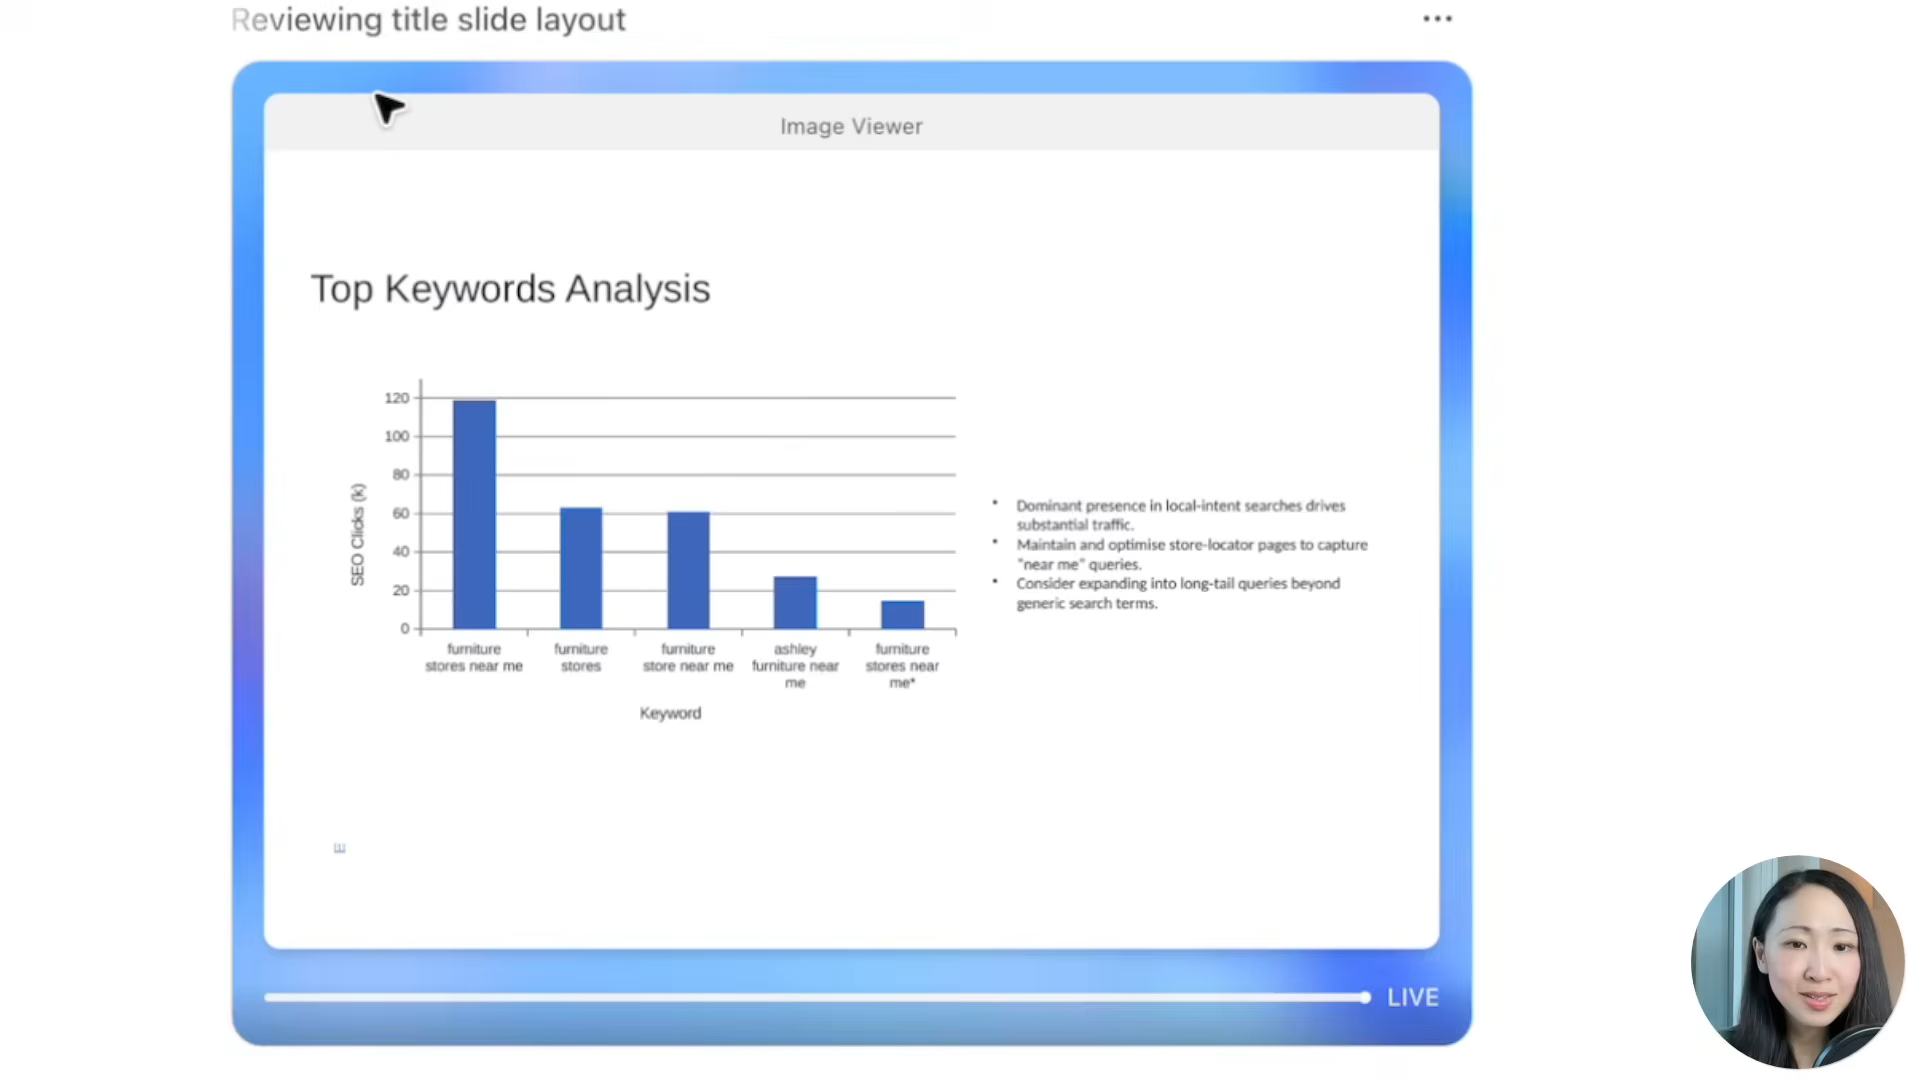 Reviewing title slide layout
Image Viewer
Top Keywords Analysis
120
100
80
60
40
20
0
SEO Clicks (k)
furniture
stores near me
furniture
stores
furniture
store near me
ashley
furniture near
me
furniture
stores near
me*
Keyword
• Dominant presence in local-intent searches drives
substantial traffic.
• Maintain and optimise store-locator pages to capture
"near me" queries.
• Consider expanding into long-tail queries beyond
generic search terms.
LIVE